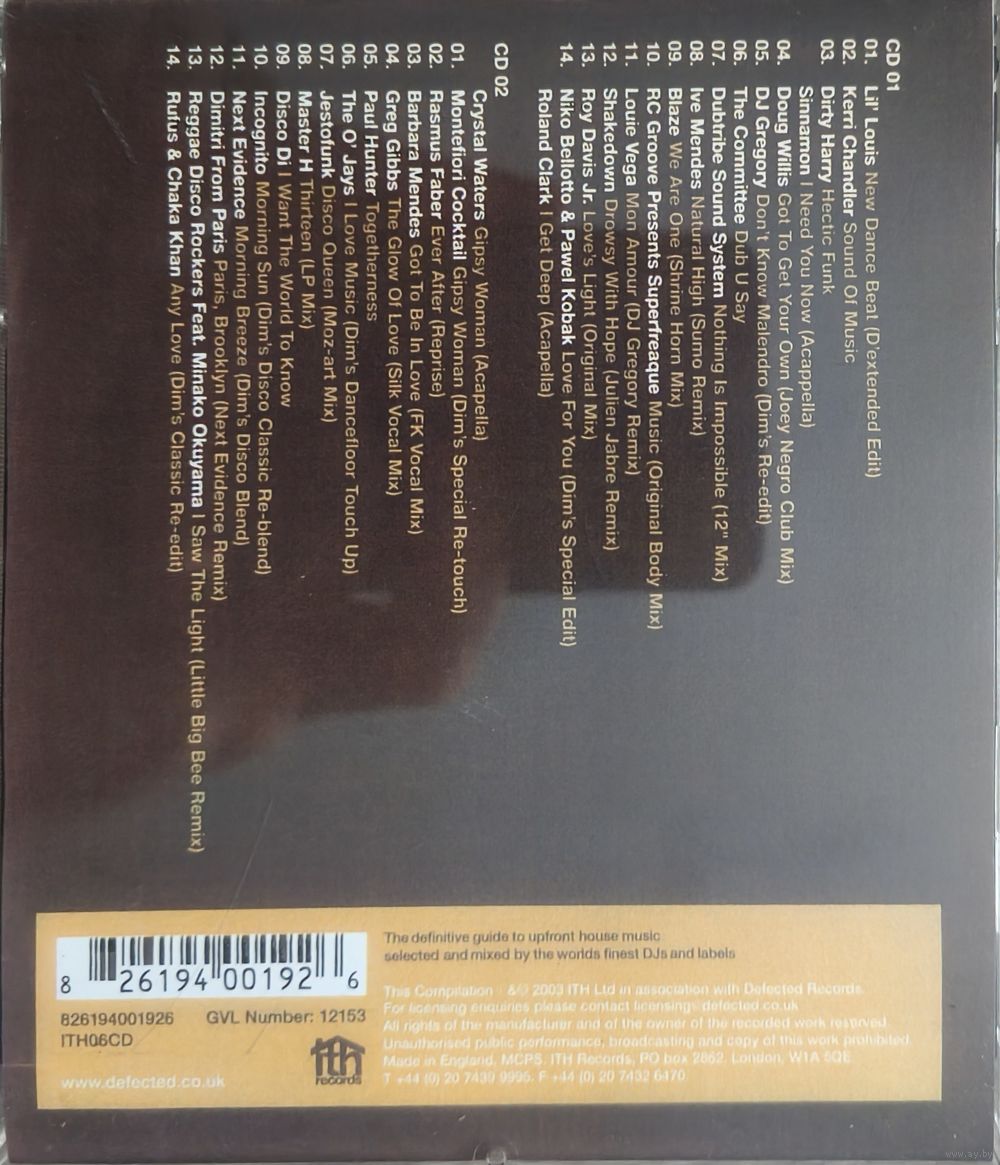 CD 01
01. Lil' Louis New Dance Beat (D'extended Edit)
02. Kerri Chandler Sound Of Music
03. Dirty Harry Hectic Funk
Sinnamon I Need You Now (Acappella)
04. Doug Willis Got To Get Your Own (Joey Negro Club Mix)
05. DJ Gregory Don't Know Malendro (Dim's Re-edit)
06. The Committee Dub U Say
07. Dubtribe Sound System Nothing Is Impossible (12" Mix)
08. Ive Mendes Natural High (Sumo Remix)
09. Blaze We Are One (Shrine Horn Mix)
10. RC Groove Presents Superfreaque Music (Original Body Mix)
11. Louie Vega Mon Amour (DJ Gregory Remix)
12. Shakedown Drowsy With Hope (Julien Jabre Remix)
13. Roy Davis Jr. Love's Light (Original Mix)
14. Niko Bellotto & Pawel Kobak Love For You (Dim's Special Edit)
Roland Clark I Get Deep (Acapella)
CD 02
Crystal Waters Gipsy Woman (Acapella)
01. Montefiori Cocktail Gipsy Woman (Dim's Special Re-touch)
02. Rasmus Faber Ever After (Reprise)
03. Barbara Mendes Got To Be In Love (FK Vocal Mix)
04. Greg Gibbs The Glow Of Love (Silk Vocal Mix)
05. Paul Hunter Togetherness
06. The O' Jays I Love Music (Dim's Dancefloor Touch Up)
07. Jestofunk Disco Queen (Moz-art Mix)
08. Master H Thirteen (LP Mix)
09. Disco Di I Want The World To Know
10. Incognito Morning Sun (Dim's Disco Classic Re-blend)
11. Next Evidence Morning Breeze (Dim's Disco Blend)
12. Dimitri From Paris Paris, Brooklyn (Next Evidence Remix)
13. Reggae Disco Rockers Feat. Minako Okuyama I Saw The Light (Little Big Bee Remix)
14. Rufus & Chaka Khan Any Love (Dim's Classic Re-edit)
8 26194 00192 6
826194001926 GVL Number: 12153
ITH06CD
ith
records
www.defected.co.uk
The definitive guide to upfront house music
selected and mixed by the worlds finest DJs and labels
This Compilation &© 2003 ITH Ltd in association with Defected Records.
For licensing enquiries please contact licensing defected.co.uk
All rights of the manufacturer and of the owner of the recorded work reserved.
Unauthorised public performance, broadcasting and copy of this work prohibited.
Made in England. MCPS. ITH Records, PO box 2862, London, W1A 5QE
T +44 (0) 20 7439 9995. F +44 (0) 20 7432 6470
www.ay.by